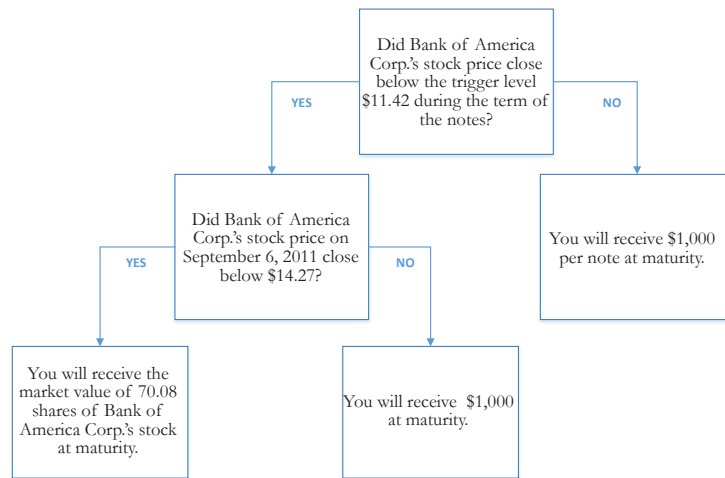 Did Bank of America
Corp.'s stock price close
below the trigger level
$11.42 during the term of
the notes?
YES
NO
Did Bank of America
Corp.'s stock price on
September 6, 2011 close
below $14.27?
You will receive $1,000
per note at maturity.
YES
NO
You will receive the
market value of 70.08
shares of Bank of
America Corp.'s stock
at maturity.
You will receive $1,000
at maturity.